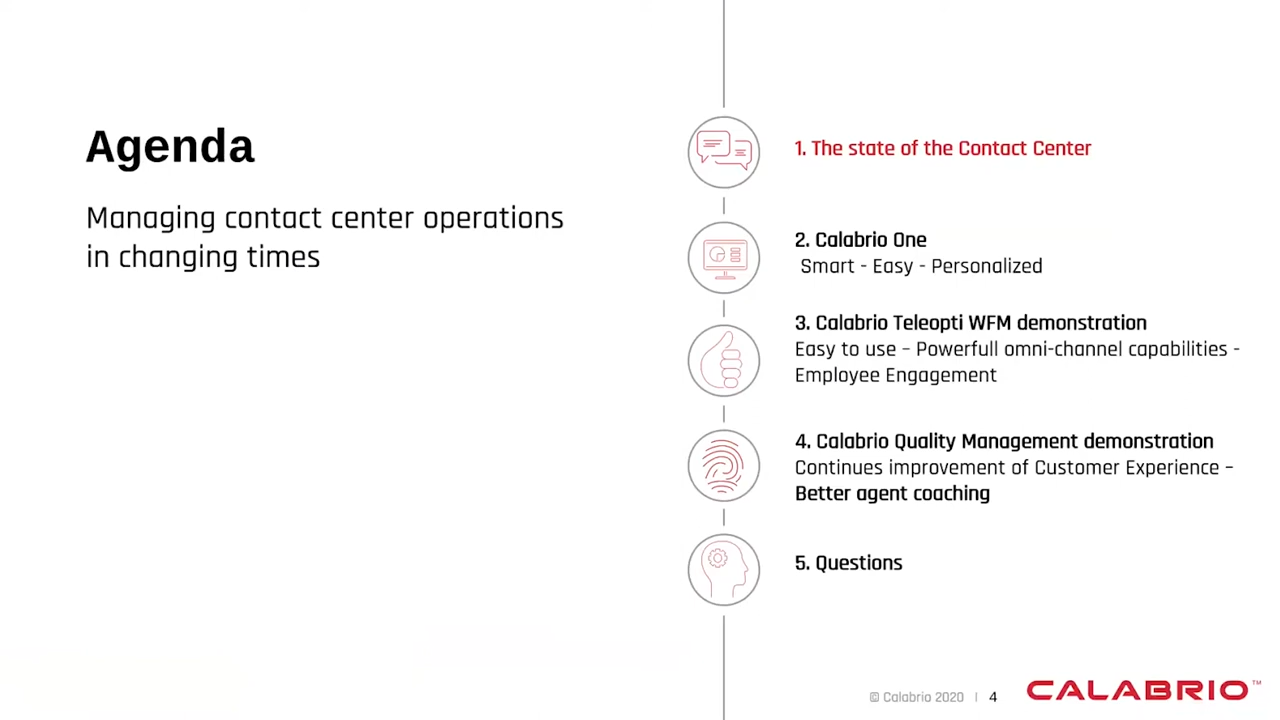 Agenda
Managing contact center operations
in changing times
1. The state of the Contact Center
2. Calabrio One
Smart - Easy - Personalized
3. Calabrio Teleopti WFM demonstration
Easy to use – Powerfull omni-channel capabilities -
Employee Engagement
4. Calabrio Quality Management demonstration
Continues improvement of Customer Experience –
Better agent coaching
5. Questions
© Calabrio 2020 | 4
CALABRIO™